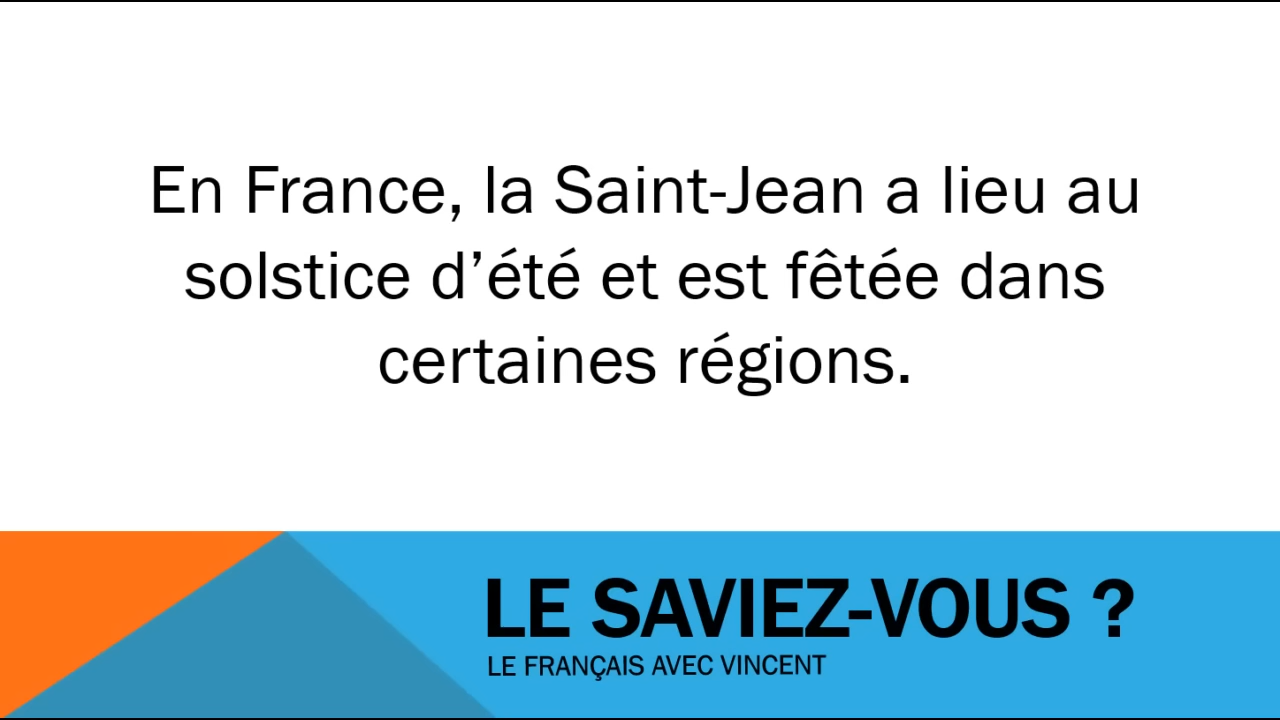 En France, la Saint-Jean a lieu au
solstice d’été et est fêtée dans
certaines régions.
LE SAVIEZ-VOUS ?
LE FRANÇAIS AVEC VINCENT